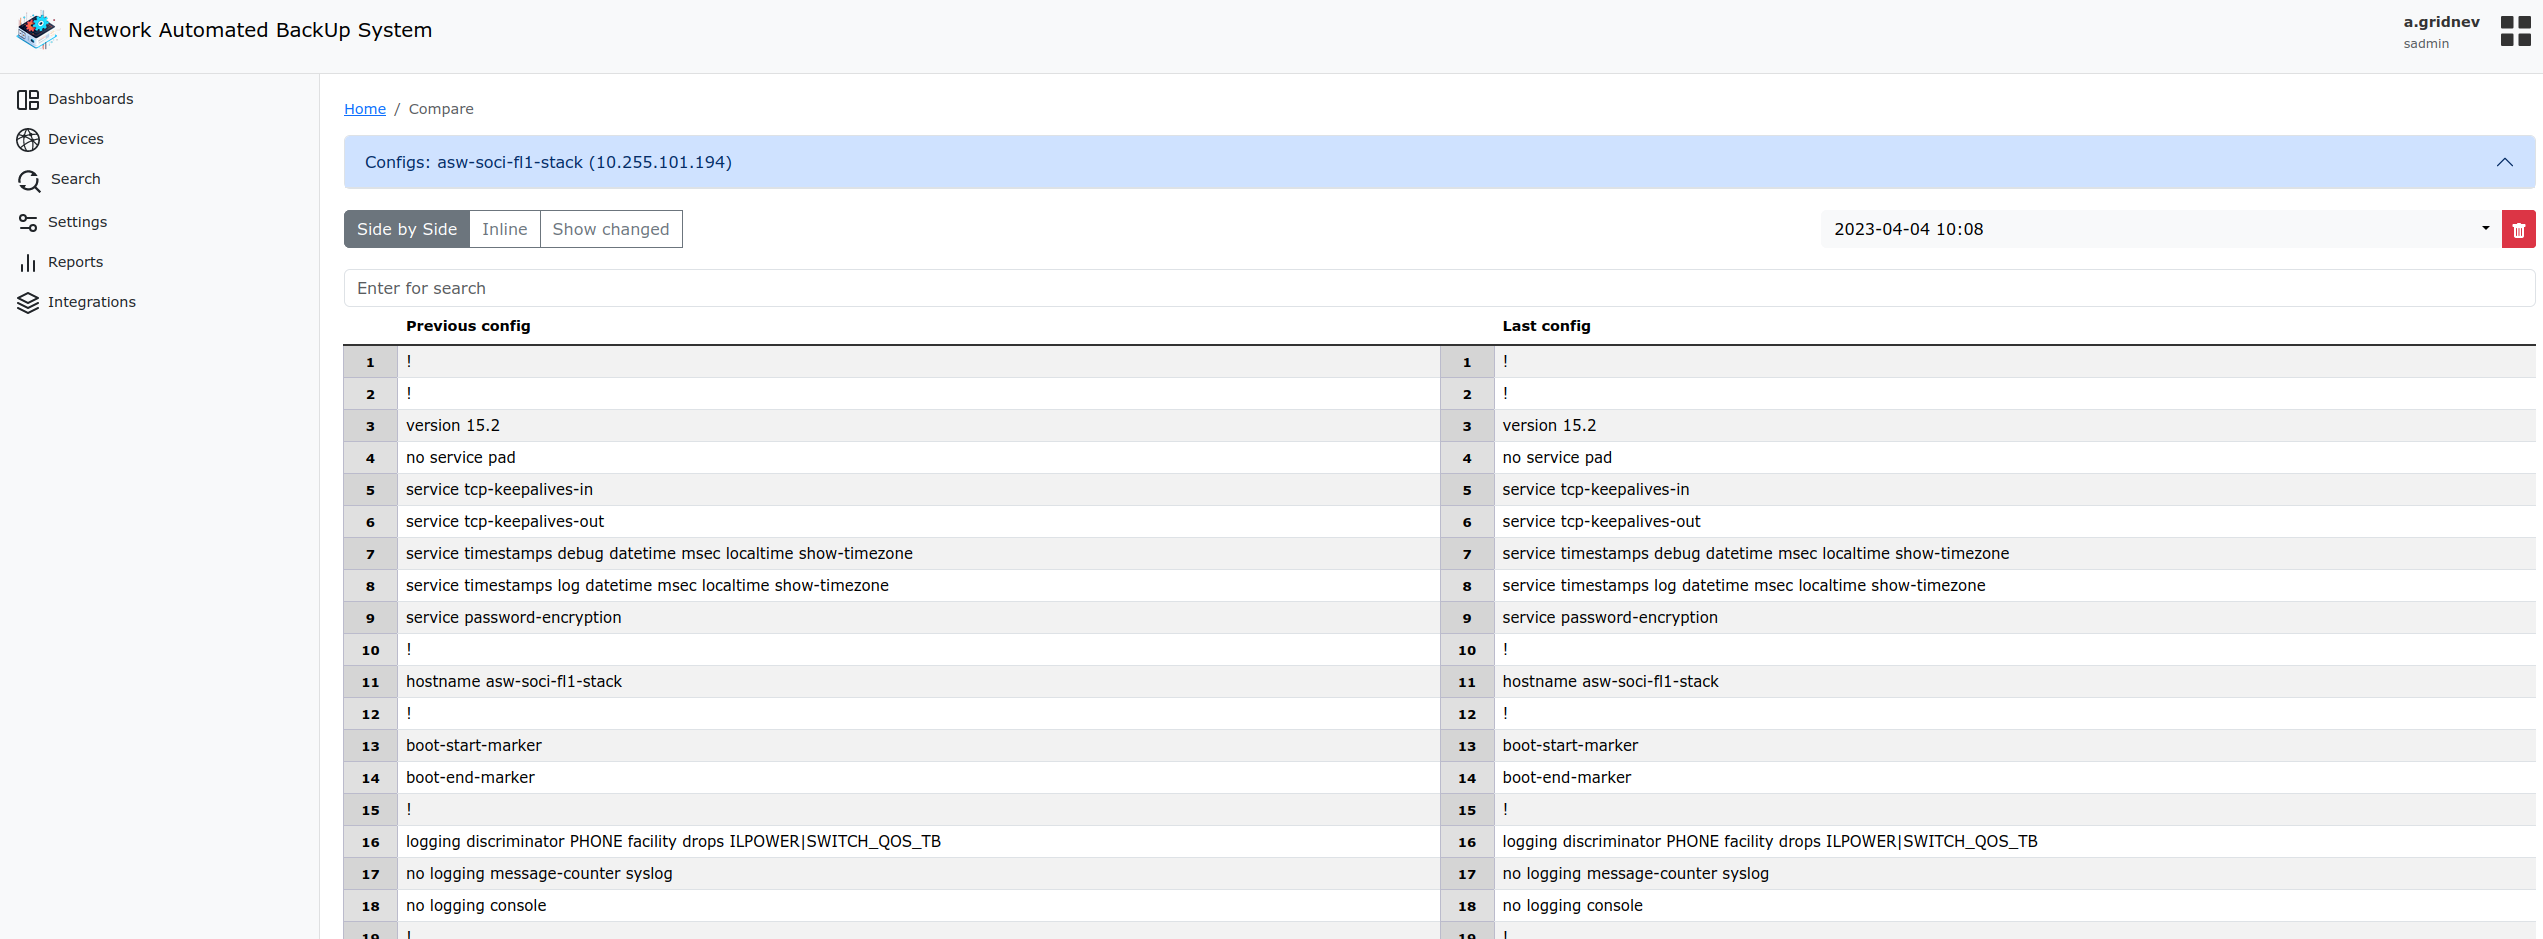 Network Automated BackUp System
a.gridnev
sadmin
Dashboards
Devices
Search
Settings
Reports
Integrations
Home / Compare
Configs: asw-soci-fl1-stack (10.255.101.194)
Side by Side Inline Show changed
2023-04-04 10:08
Enter for search
Previous config Last config
1 ! 1 !
2 ! 2 !
3 version 15.2 3 version 15.2
4 no service pad 4 no service pad
5 service tcp-keepalives-in 5 service tcp-keepalives-in
6 service tcp-keepalives-out 6 service tcp-keepalives-out
7 service timestamps debug datetime msec localtime show-timezone 7 service timestamps debug datetime msec localtime show-timezone
8 service timestamps log datetime msec localtime show-timezone 8 service timestamps log datetime msec localtime show-timezone
9 service password-encryption 9 service password-encryption
10 ! 10 !
11 hostname asw-soci-fl1-stack 11 hostname asw-soci-fl1-stack
12 ! 12 !
13 boot-start-marker 13 boot-start-marker
14 boot-end-marker 14 boot-end-marker
15 ! 15 !
16 logging discriminator PHONE facility drops ILPOWER|SWITCH_QOS_TB 16 logging discriminator PHONE facility drops ILPOWER|SWITCH_QOS_TB
17 no logging message-counter syslog 17 no logging message-counter syslog
18 no logging console 18 no logging console
19 ! 19 !